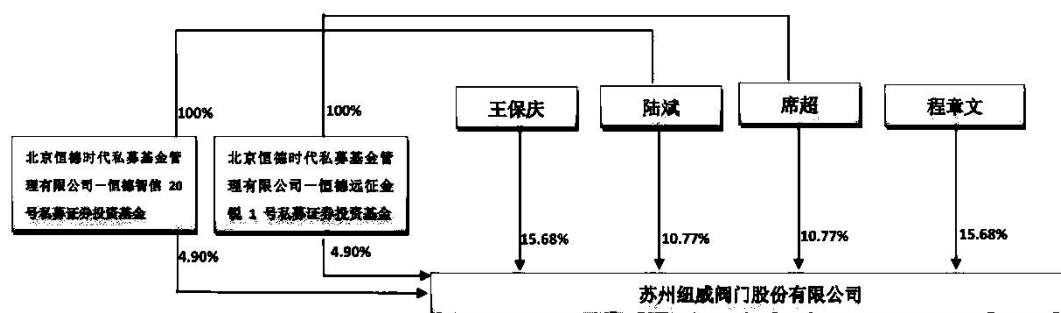 100%
100%
王保庆
陆斌
席超
程章文
北京恒德时代私募基金管
理有限公司—恒德智信 20
号私募证券投资基金
北京恒德时代私募基金管
理有限公司—恒德远征金
锐 1 号私募证券投资基金
4.90%
4.90%
15.68%
10.77%
10.77%
15.68%
苏州纽威阀门股份有限公司